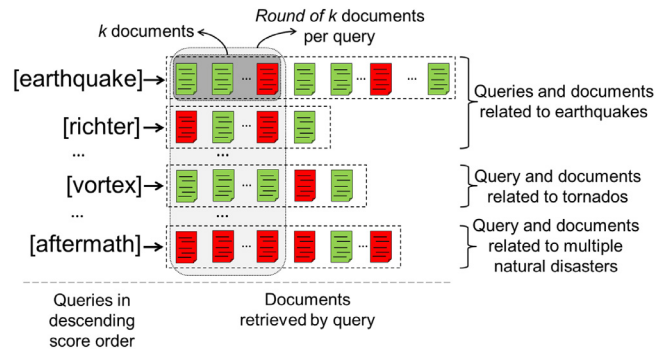 k documents
Round of k documents
per query
[earthquake]
...
...
...
Queries and documents
related to earthquakes
[richter]
...
...
...
[vortex]
...
Query and documents
related to tornados
...
...
[aftermath]
...
...
Query and documents
related to multiple
natural disasters
Queries in
descending
score order
Documents
retrieved by query